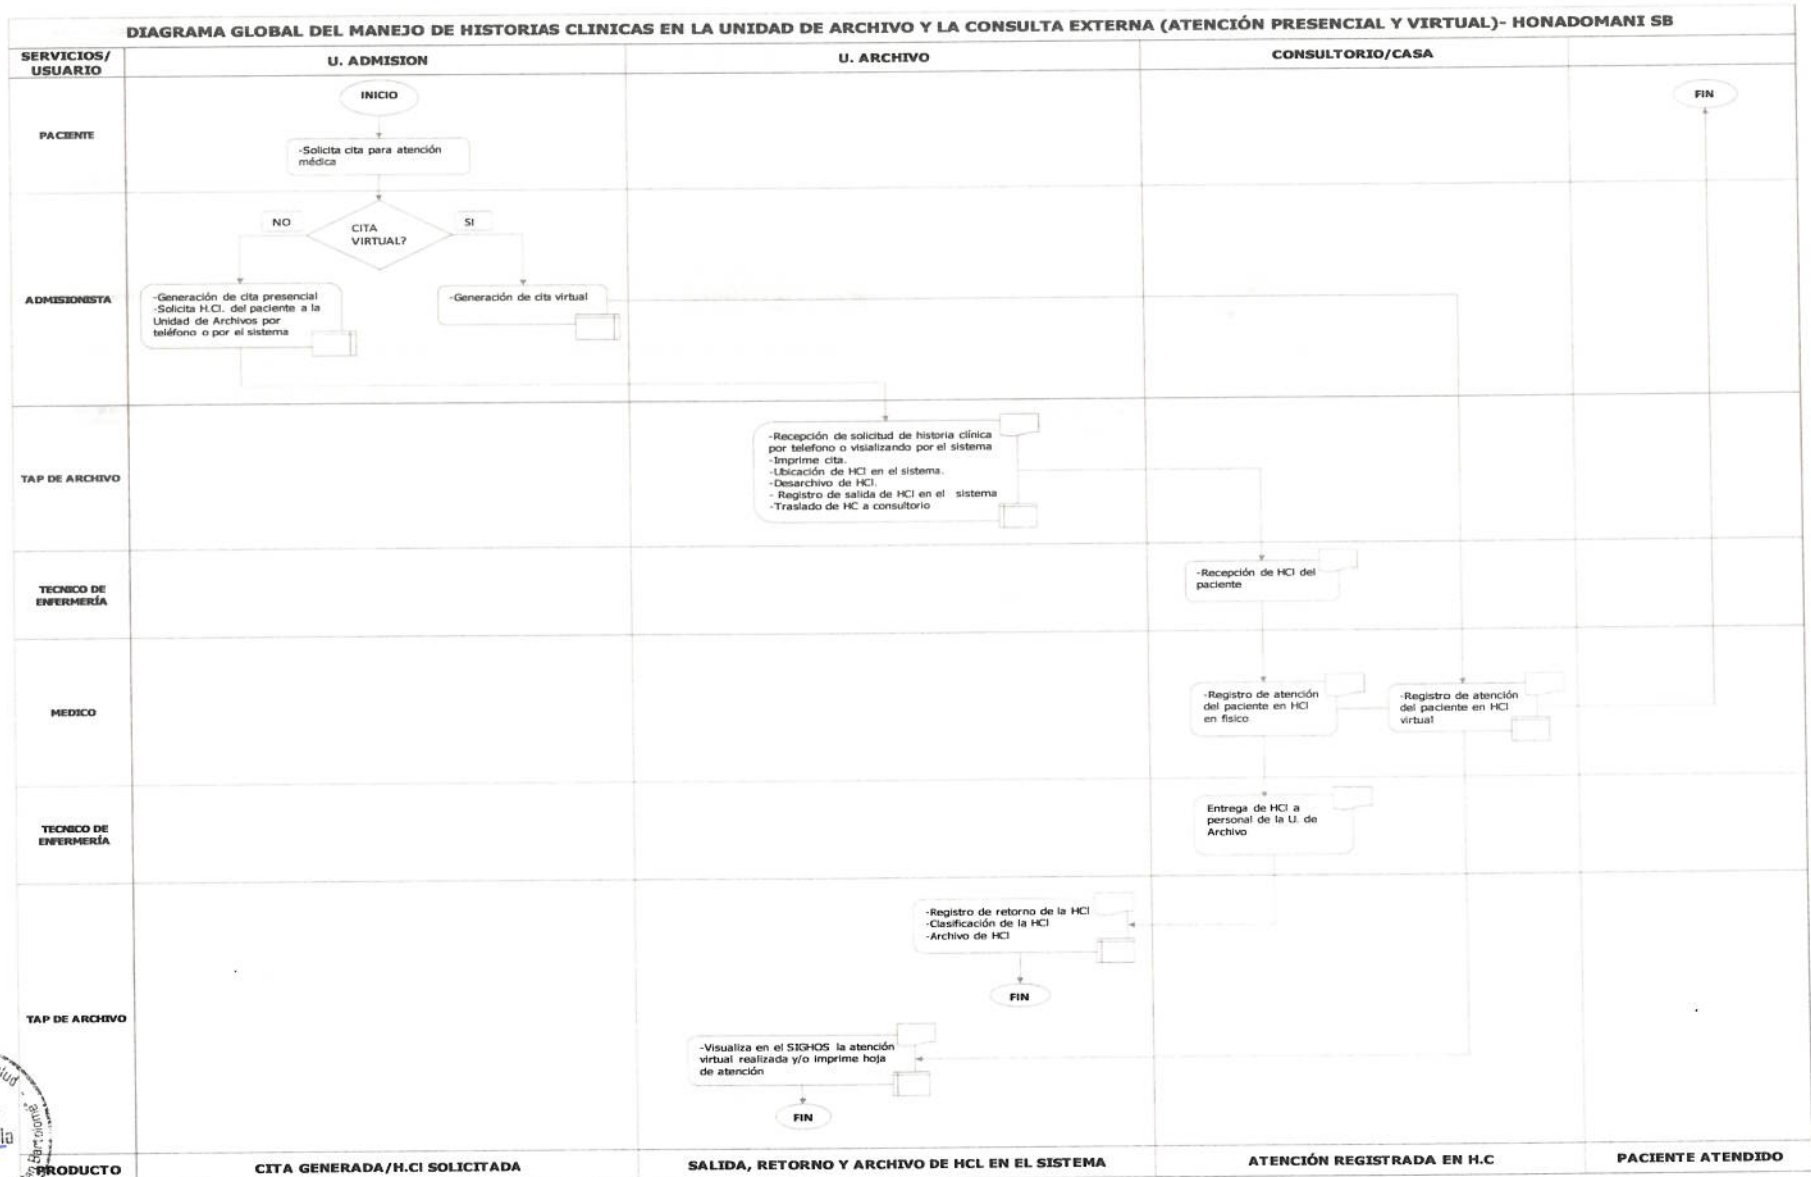 DIAGRAMA GLOBAL DEL MANEJO DE HISTORIAS CLINICAS EN LA UNIDAD DE ARCHIVO Y LA CONSULTA EXTERNA (ATENCIÓN PRESENCIAL Y VIRTUAL)- HONADOMANI SB
SERVICIOS/
USUARIO
U. ADMISION
U. ARCHIVO
CONSULTORIO/CASA
PACIENTE
INICIO
-Solicita cita para atención
médica
FIN
ADMISIONISTA
NO
CITA
VIRTUAL?
SI
-Generación de cita presencial
-Solicita H.Cl. del paciente a la
Unidad de Archivos por
teléfono o por el sistema
-Generación de cita virtual
TAP DE ARCHIVO
-Recepción de solicitud de historia clínica
por telefono o visializando por el sistema
-Imprime cita.
-Ubicación de HCl en el sistema.
-Desarchivo de HCl.
- Registro de salida de HCl en el sistema
-Traslado de HC a consultorio
TECNICO DE
ENFERMERÍA
-Recepción de HCl del
paciente
MEDICO
-Registro de atención
del paciente en HCl
en fisico
-Registro de atención
del paciente en HCl
virtual
TECNICO DE
ENFERMERÍA
Entrega de HCl a
personal de la U. de
Archivo
TAP DE ARCHIVO
-Registro de retorno de la HCl
-Clasificación de la HCl
-Archivo de HCl
FIN
-Visualiza en el SIGHOS la atención
virtual realizada y/o imprime hoja
de atención
FIN
PRODUCTO
CITA GENERADA/H.Cl SOLICITADA
SALIDA, RETORNO Y ARCHIVO DE HCL EN EL SISTEMA
ATENCIÓN REGISTRADA EN H.C
PACIENTE ATENDIDO